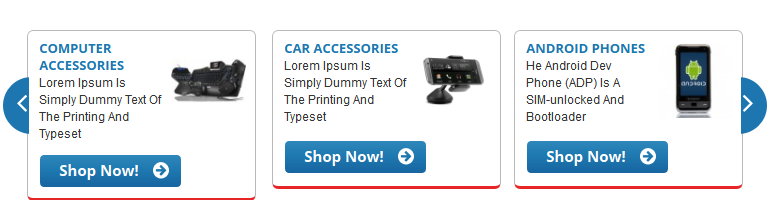 COMPUTER
ACCESSORIES
Lorem Ipsum Is
Simply Dummy Text Of
The Printing And
Typeset
Shop Now!
CAR ACCESSORIES
Lorem Ipsum Is
Simply Dummy Text Of
The Printing And
Typeset
Shop Now!
ANDROID PHONES
He Android Dev
Phone (ADP) Is A
SIM-unlocked And
Bootloader
ANDROID
Shop Now!